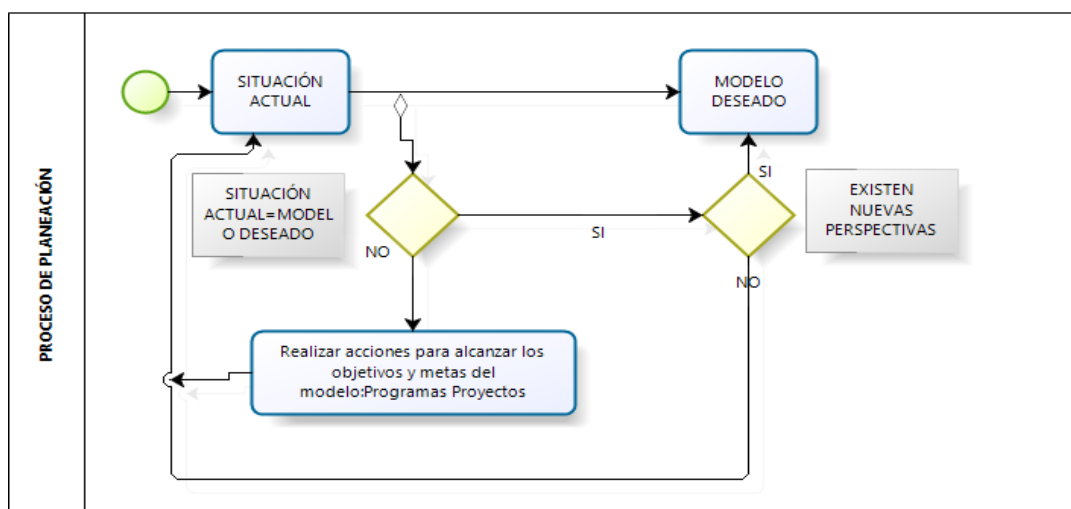 PROCESO DE PLANEACIÓN
SITUACIÓN
ACTUAL
MODELO
DESEADO
SITUACIÓN
ACTUAL=MODEL
O DESEADO
SI
EXISTEN
NUEVAS
PERSPECTIVAS
NO
SI
NO
Realizar acciones para alcanzar los
objetivos y metas del
modelo:Programas Proyectos